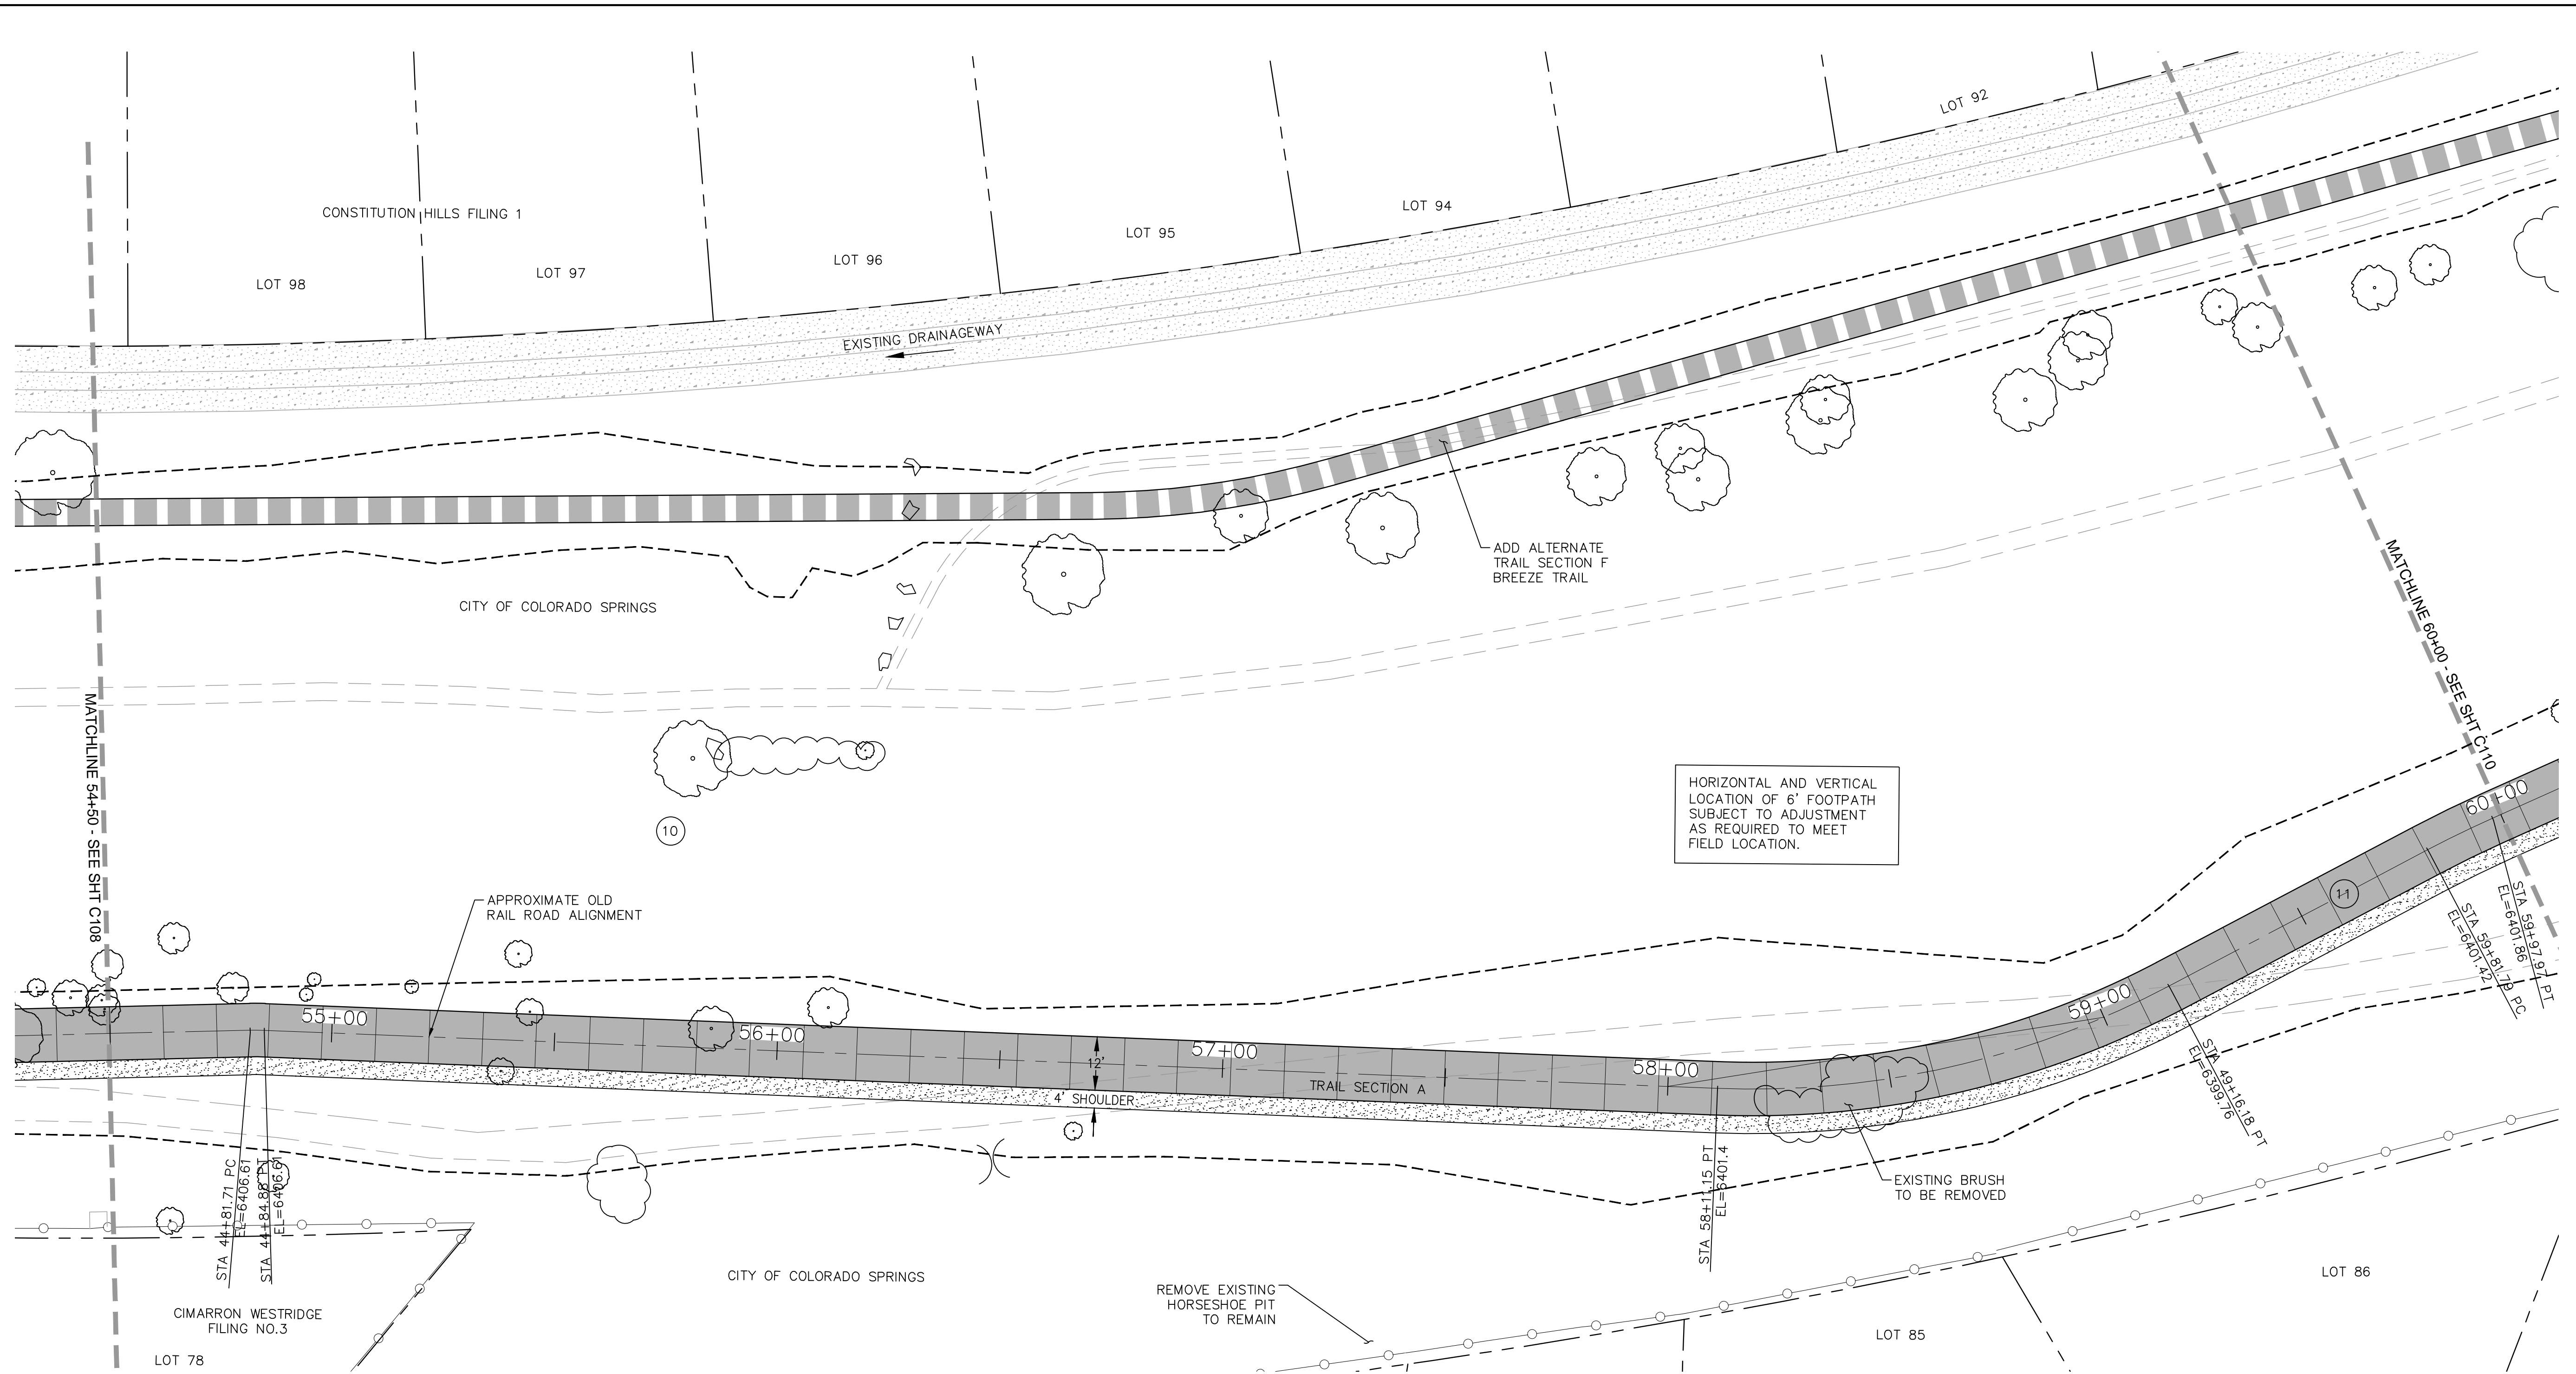 LOT 92
CONSTITUTION HILLS FILING 1
LOT 94
LOT 95
LOT 96
LOT 97
LOT 98
EXISTING DRAINAGEWAY
ADD ALTERNATE
TRAIL SECTION F
BREEZE TRAIL
CITY OF COLORADO SPRINGS
MATCHLINE 54+50 - SEE SHT C108
MATCHLINE 60+00 - SEE SHT C110
HORIZONTAL AND VERTICAL
LOCATION OF 6' FOOTPATH
SUBJECT TO ADJUSTMENT
AS REQUIRED TO MEET
FIELD LOCATION.
10
APPROXIMATE OLD
RAIL ROAD ALIGNMENT
55+00
56+00
57+00
58+00
59+00
60+00
11
12'
4' SHOULDER
TRAIL SECTION A
STA 59+97.97 PT
EL=6401.86
STA 59+81.79 PC
EL=6401.42
STA 49+16.18 PT
EL=6399.76
STA 58+11.15 PT
EL=6401.4
STA 44+81.71 PC
EL=6406.61
STA 44+84.88 PT
EL=6406.61
EXISTING BRUSH
TO BE REMOVED
CITY OF COLORADO SPRINGS
REMOVE EXISTING
HORSESHOE PIT
TO REMAIN
CIMARRON WESTRIDGE
FILING NO.3
LOT 78
LOT 85
LOT 86